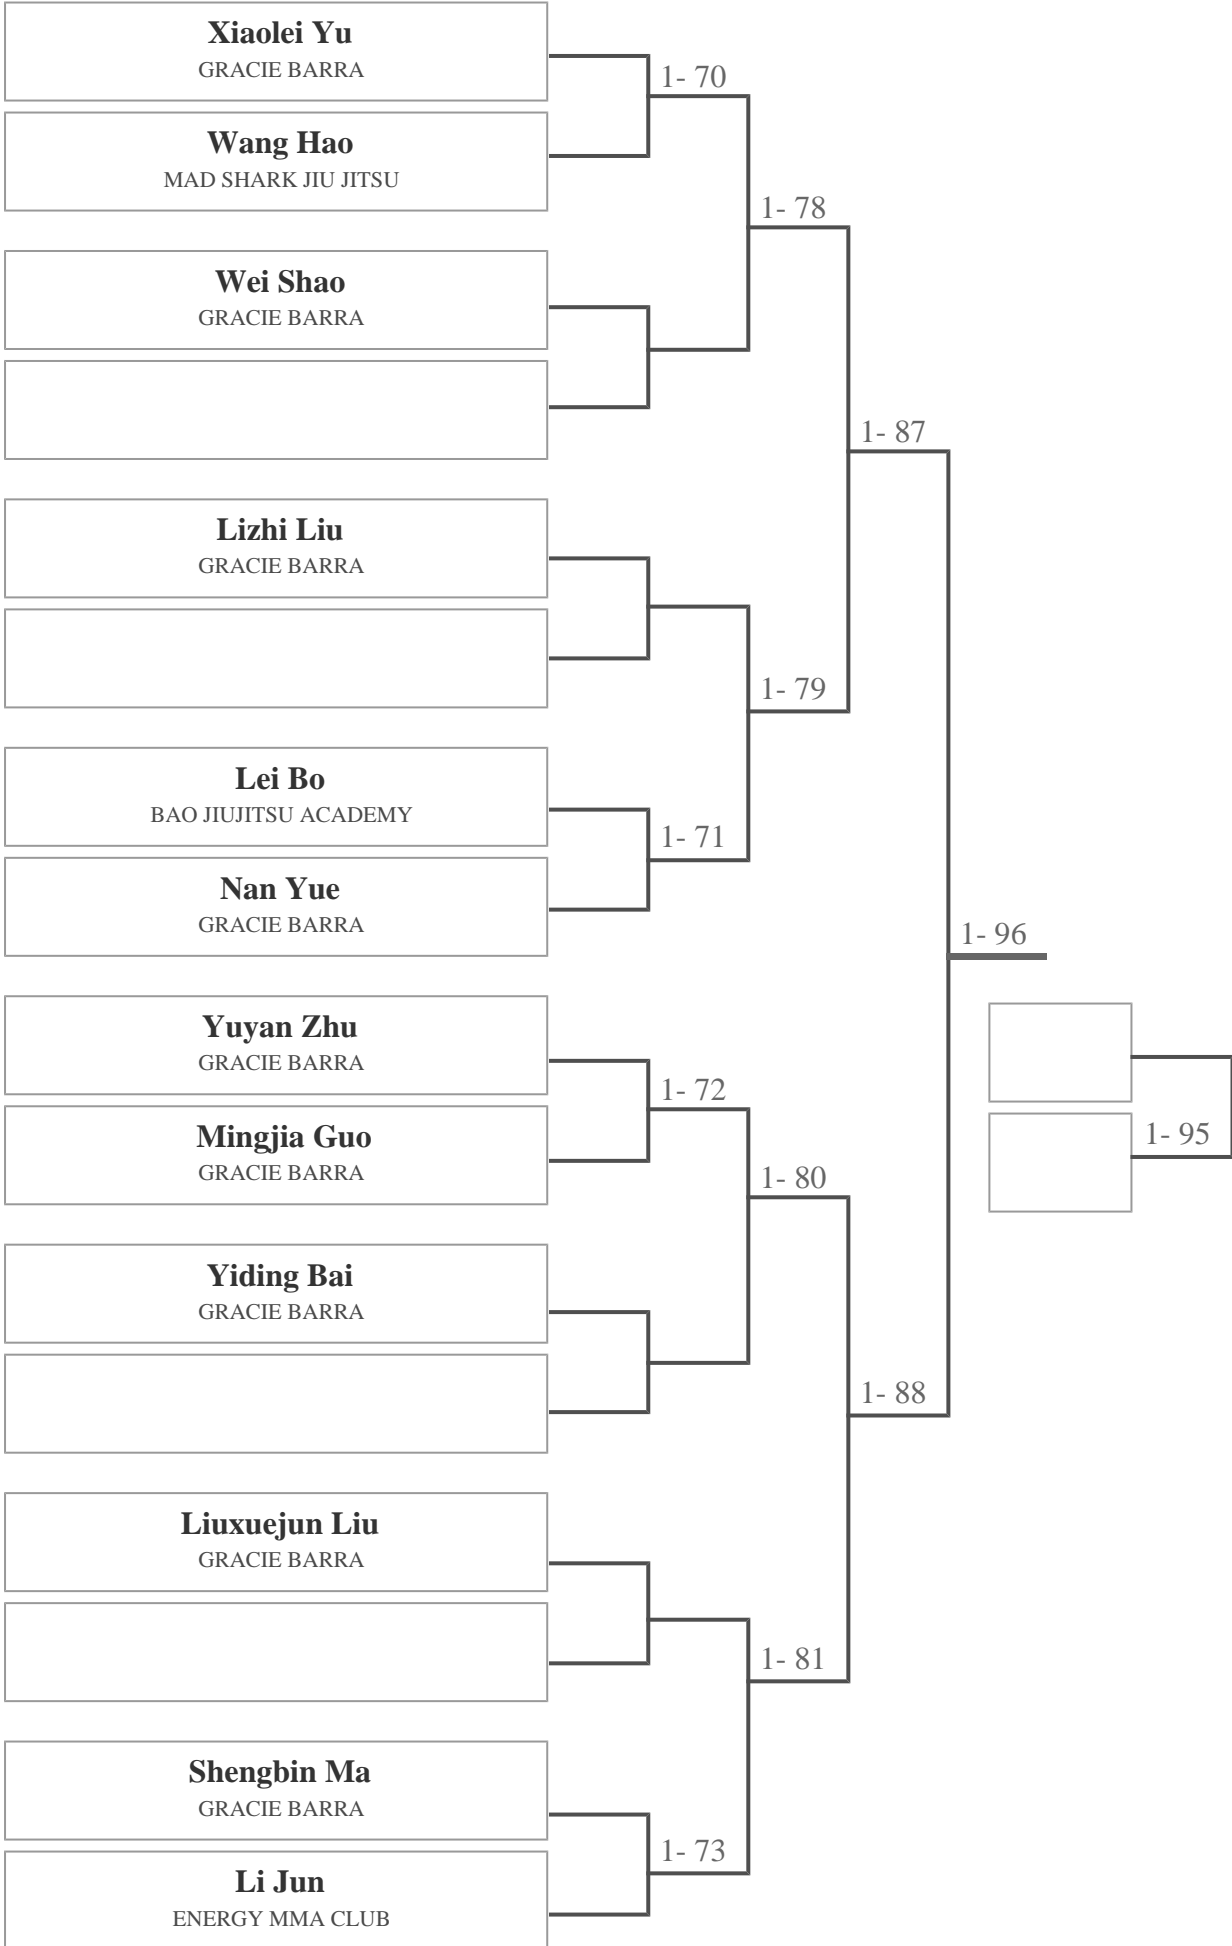 Xiaolei Yu
GRACIE BARRA
1- 70
Wang Hao
MAD SHARK JIU JITSU
1- 78
Wei Shao
GRACIE BARRA
1- 87
Lizhi Liu
GRACIE BARRA
1- 79
Lei Bo
BAO JIUJITSU ACADEMY
1- 71
Nan Yue
GRACIE BARRA
1- 96
Yuyan Zhu
GRACIE BARRA
1- 72
Mingjia Guo
GRACIE BARRA
1- 95
1- 80
Yiding Bai
GRACIE BARRA
1- 88
Liuxuejun Liu
GRACIE BARRA
1- 81
Shengbin Ma
GRACIE BARRA
1- 73
Li Jun
ENERGY MMA CLUB